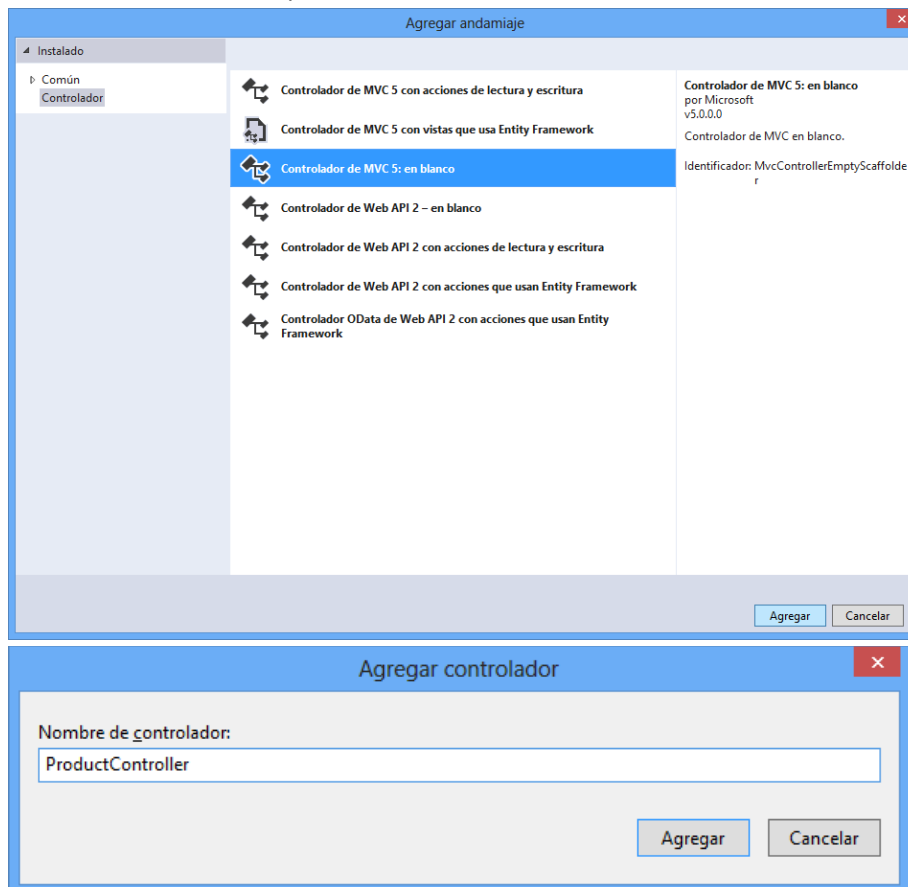 Agregar andamiaje
Instalado
Común
Controlador
Controlador de MVC 5 con acciones de lectura y escritura
Controlador de MVC 5 con vistas que usa Entity Framework
Controlador de MVC 5: en blanco
Controlador de Web API 2 – en blanco
Controlador de Web API 2 con acciones de lectura y escritura
Controlador de Web API 2 con acciones que usan Entity Framework
Controlador OData de Web API 2 con acciones que usan Entity
Framework
Controlador de MVC 5: en blanco
por Microsoft
v5.0.0.0
Controlador de MVC en blanco.
Identificador: MvcControllerEmptyScaffolde
r
Agregar Cancelar
Agregar controlador
Nombre de controlador:
ProductController
Agregar Cancelar